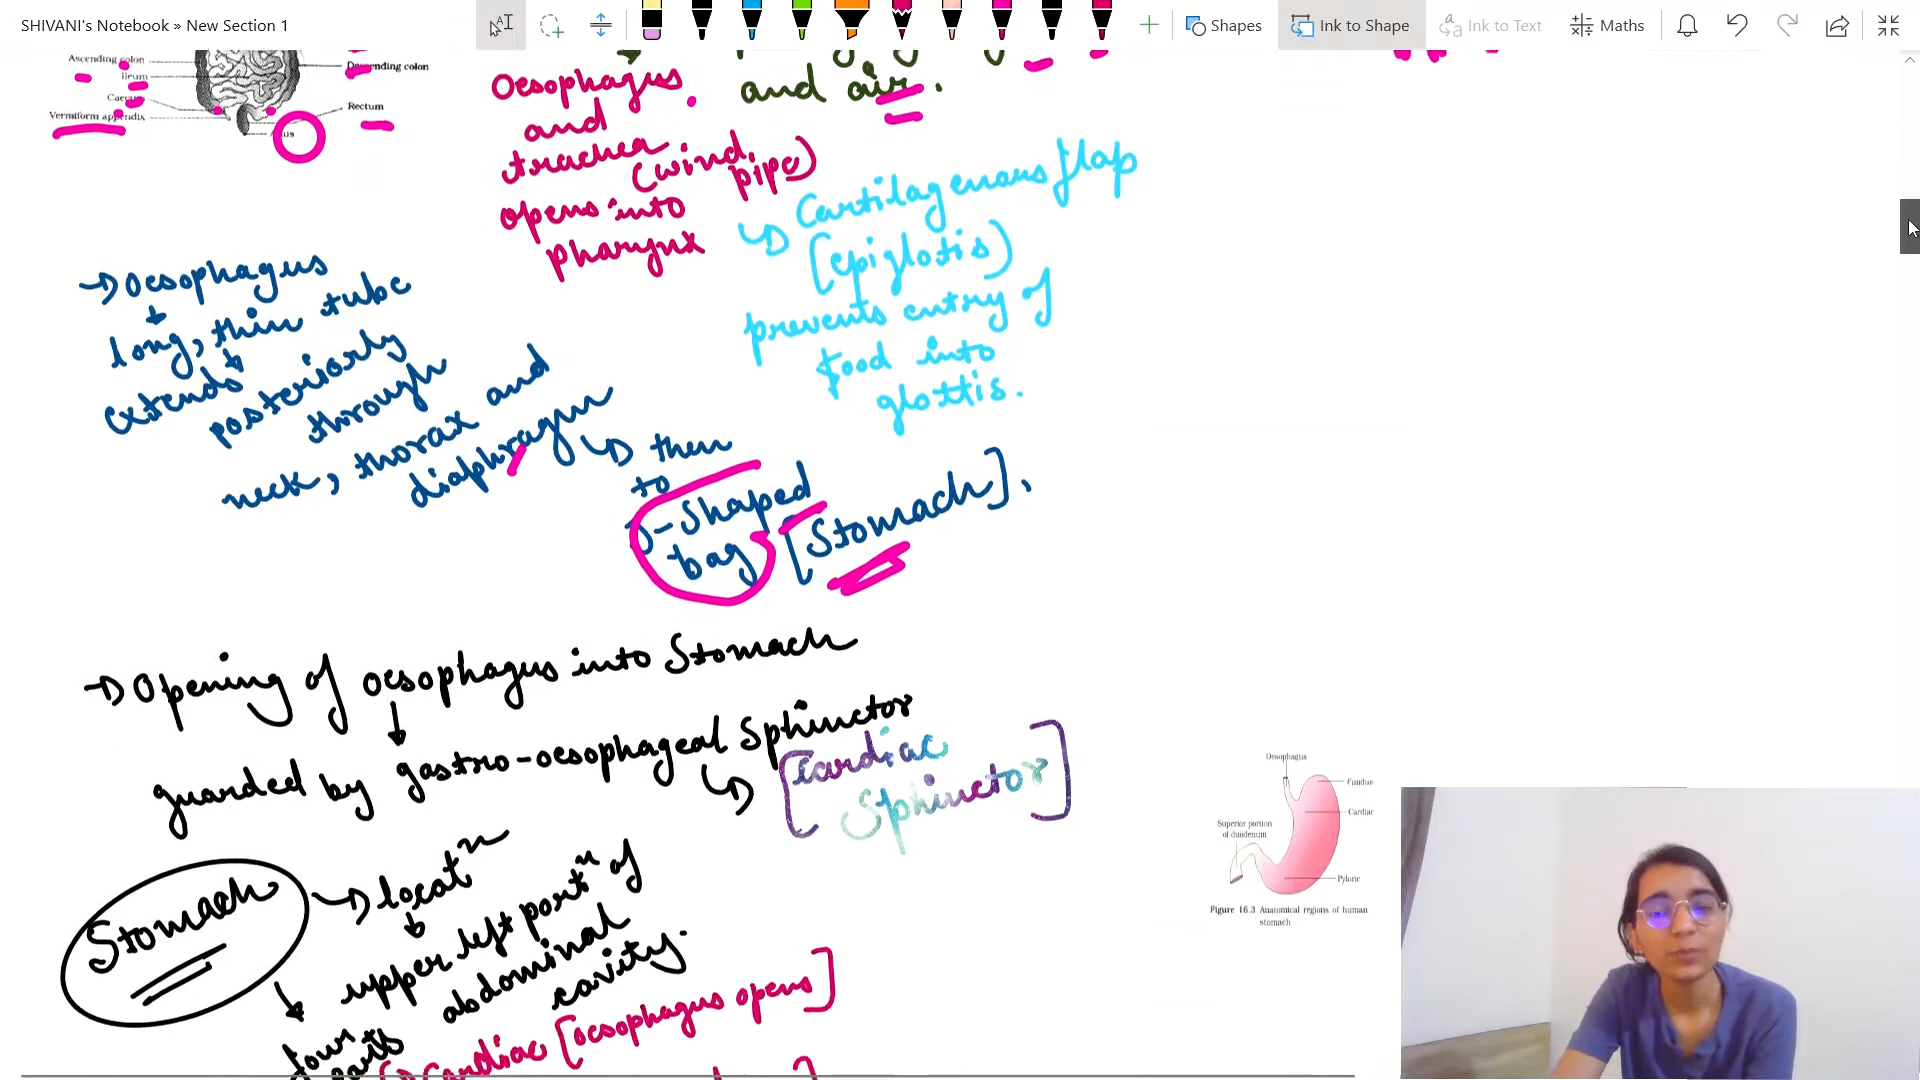 SHIVANI's Notebook » New Section 1
Shapes
Ink to Shape
Ink to Text
Maths
Ascending colon
Ileum
Caecum
Vermiform appendix
Descending colon
Rectum
Oesophagus
and
trachea
(wind
pipe)
opens into
pharynx
and air.
Cartilagenous flap
[epiglotis)
prevents entry of
food into
glottis.
Oesophagus
long, thin tube
extends
posteriorly
through
neck, thorax and
diaphragm
then
to
J-Shaped
bag
[Stomach].
Opening of oesophagus into Stomach
guarded by gastro-oesophageal Sphinctor
[Cardiac
Sphinctor]
Stomach
locatn
upper left portn of
abdominal
cavity.
four
parts
Cardiac [oesophagus opens]
Oesophagus
Fundus
Cardiac
Superior portion
of duodenum
Pyloric
Figure 16.3 Anatomical regions of human
stomach